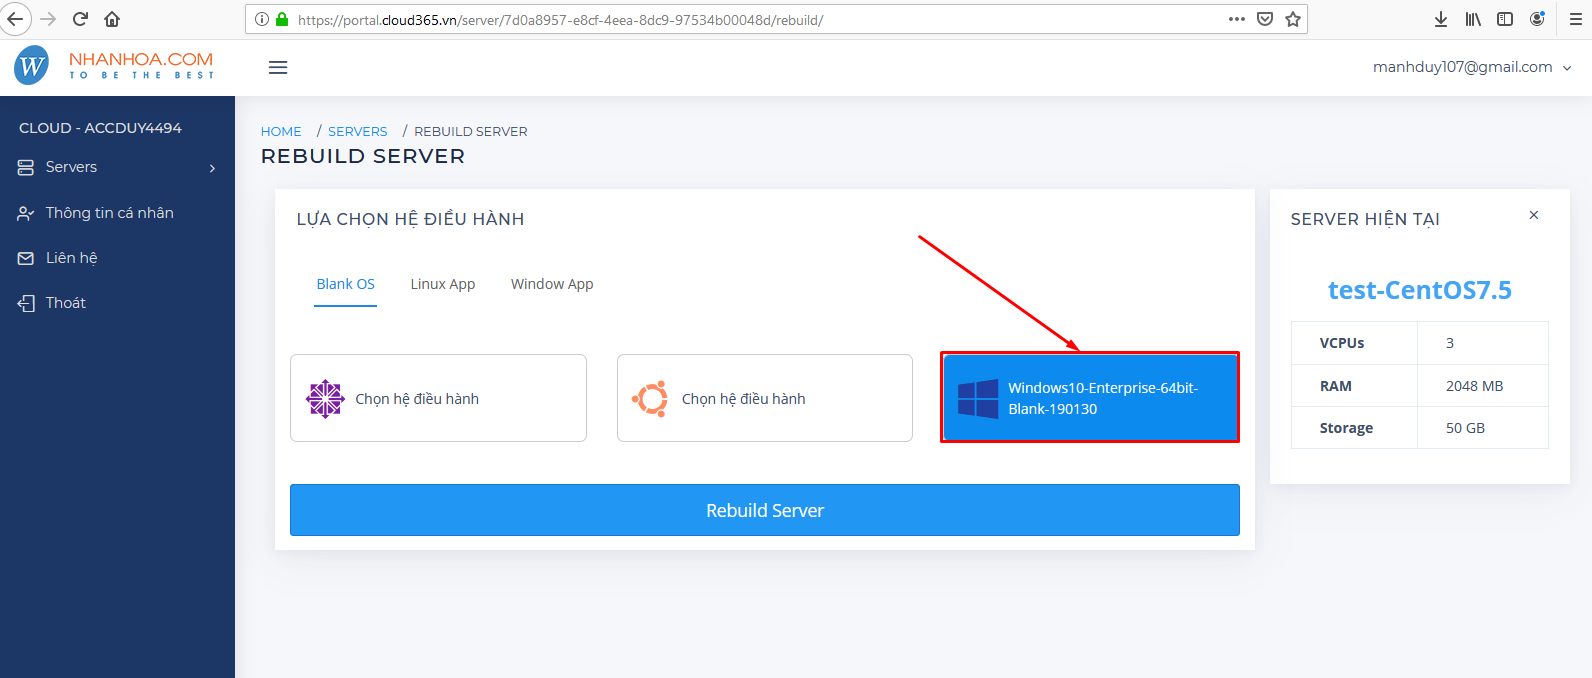 https://portal.cloud365.vn/server/7d0a8957-e8cf-4eea-8dc9-97534b00048d/rebuild/
W
NHANHOA.COM
TO BE THE BEST
manhduy107@gmail.com
CLOUD - ACCDUY4494
Servers
Thông tin cá nhân
Liên hệ
Thoát
HOME / SERVERS / REBUILD SERVER
REBUILD SERVER
LỰA CHỌN HỆ ĐIỀU HÀNH
Blank OS Linux App Window App
Chọn hệ điều hành
Chọn hệ điều hành
Windows10-Enterprise-64bit-
Blank-190130
Rebuild Server
SERVER HIỆN TẠI ×
test-CentOS7.5
VCPUs 3
RAM 2048 MB
Storage 50 GB